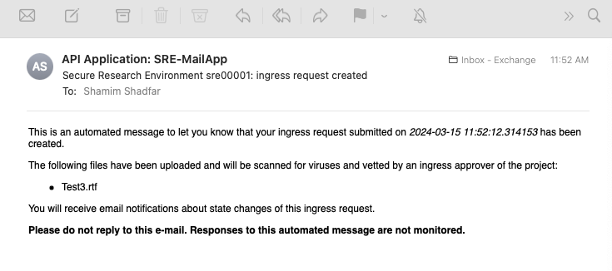 AS
API Application: SRE-MailApp
Inbox - Exchange
11:52 AM
Secure Research Environment sre00001: ingress request created
To: Shamim Shadfar
This is an automated message to let you know that your ingress request submitted on 2024-03-15 11:52:12.314153 has been
created.
The following files have been uploaded and will be scanned for viruses and vetted by an ingress approver of the project:
• Test3.rtf
You will receive email notifications about state changes of this ingress request.
Please do not reply to this e-mail. Responses to this automated message are not monitored.